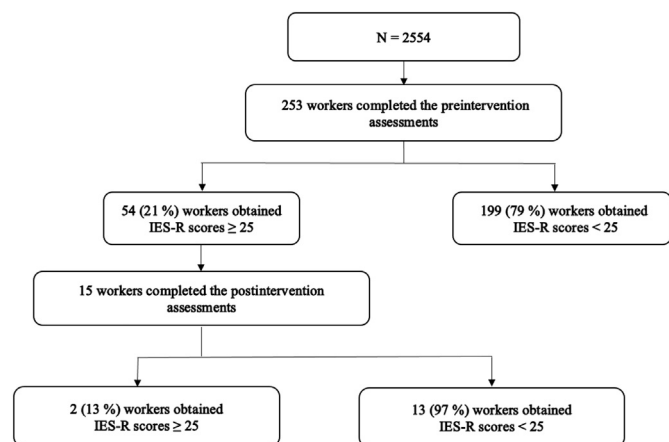 N = 2554
253 workers completed the preintervention
assessments
54 (21 %) workers obtained
IES-R scores ≥ 25
199 (79 %) workers obtained
IES-R scores < 25
15 workers completed the postintervention
assessments
2 (13 %) workers obtained
IES-R scores ≥ 25
13 (97 %) workers obtained
IES-R scores < 25